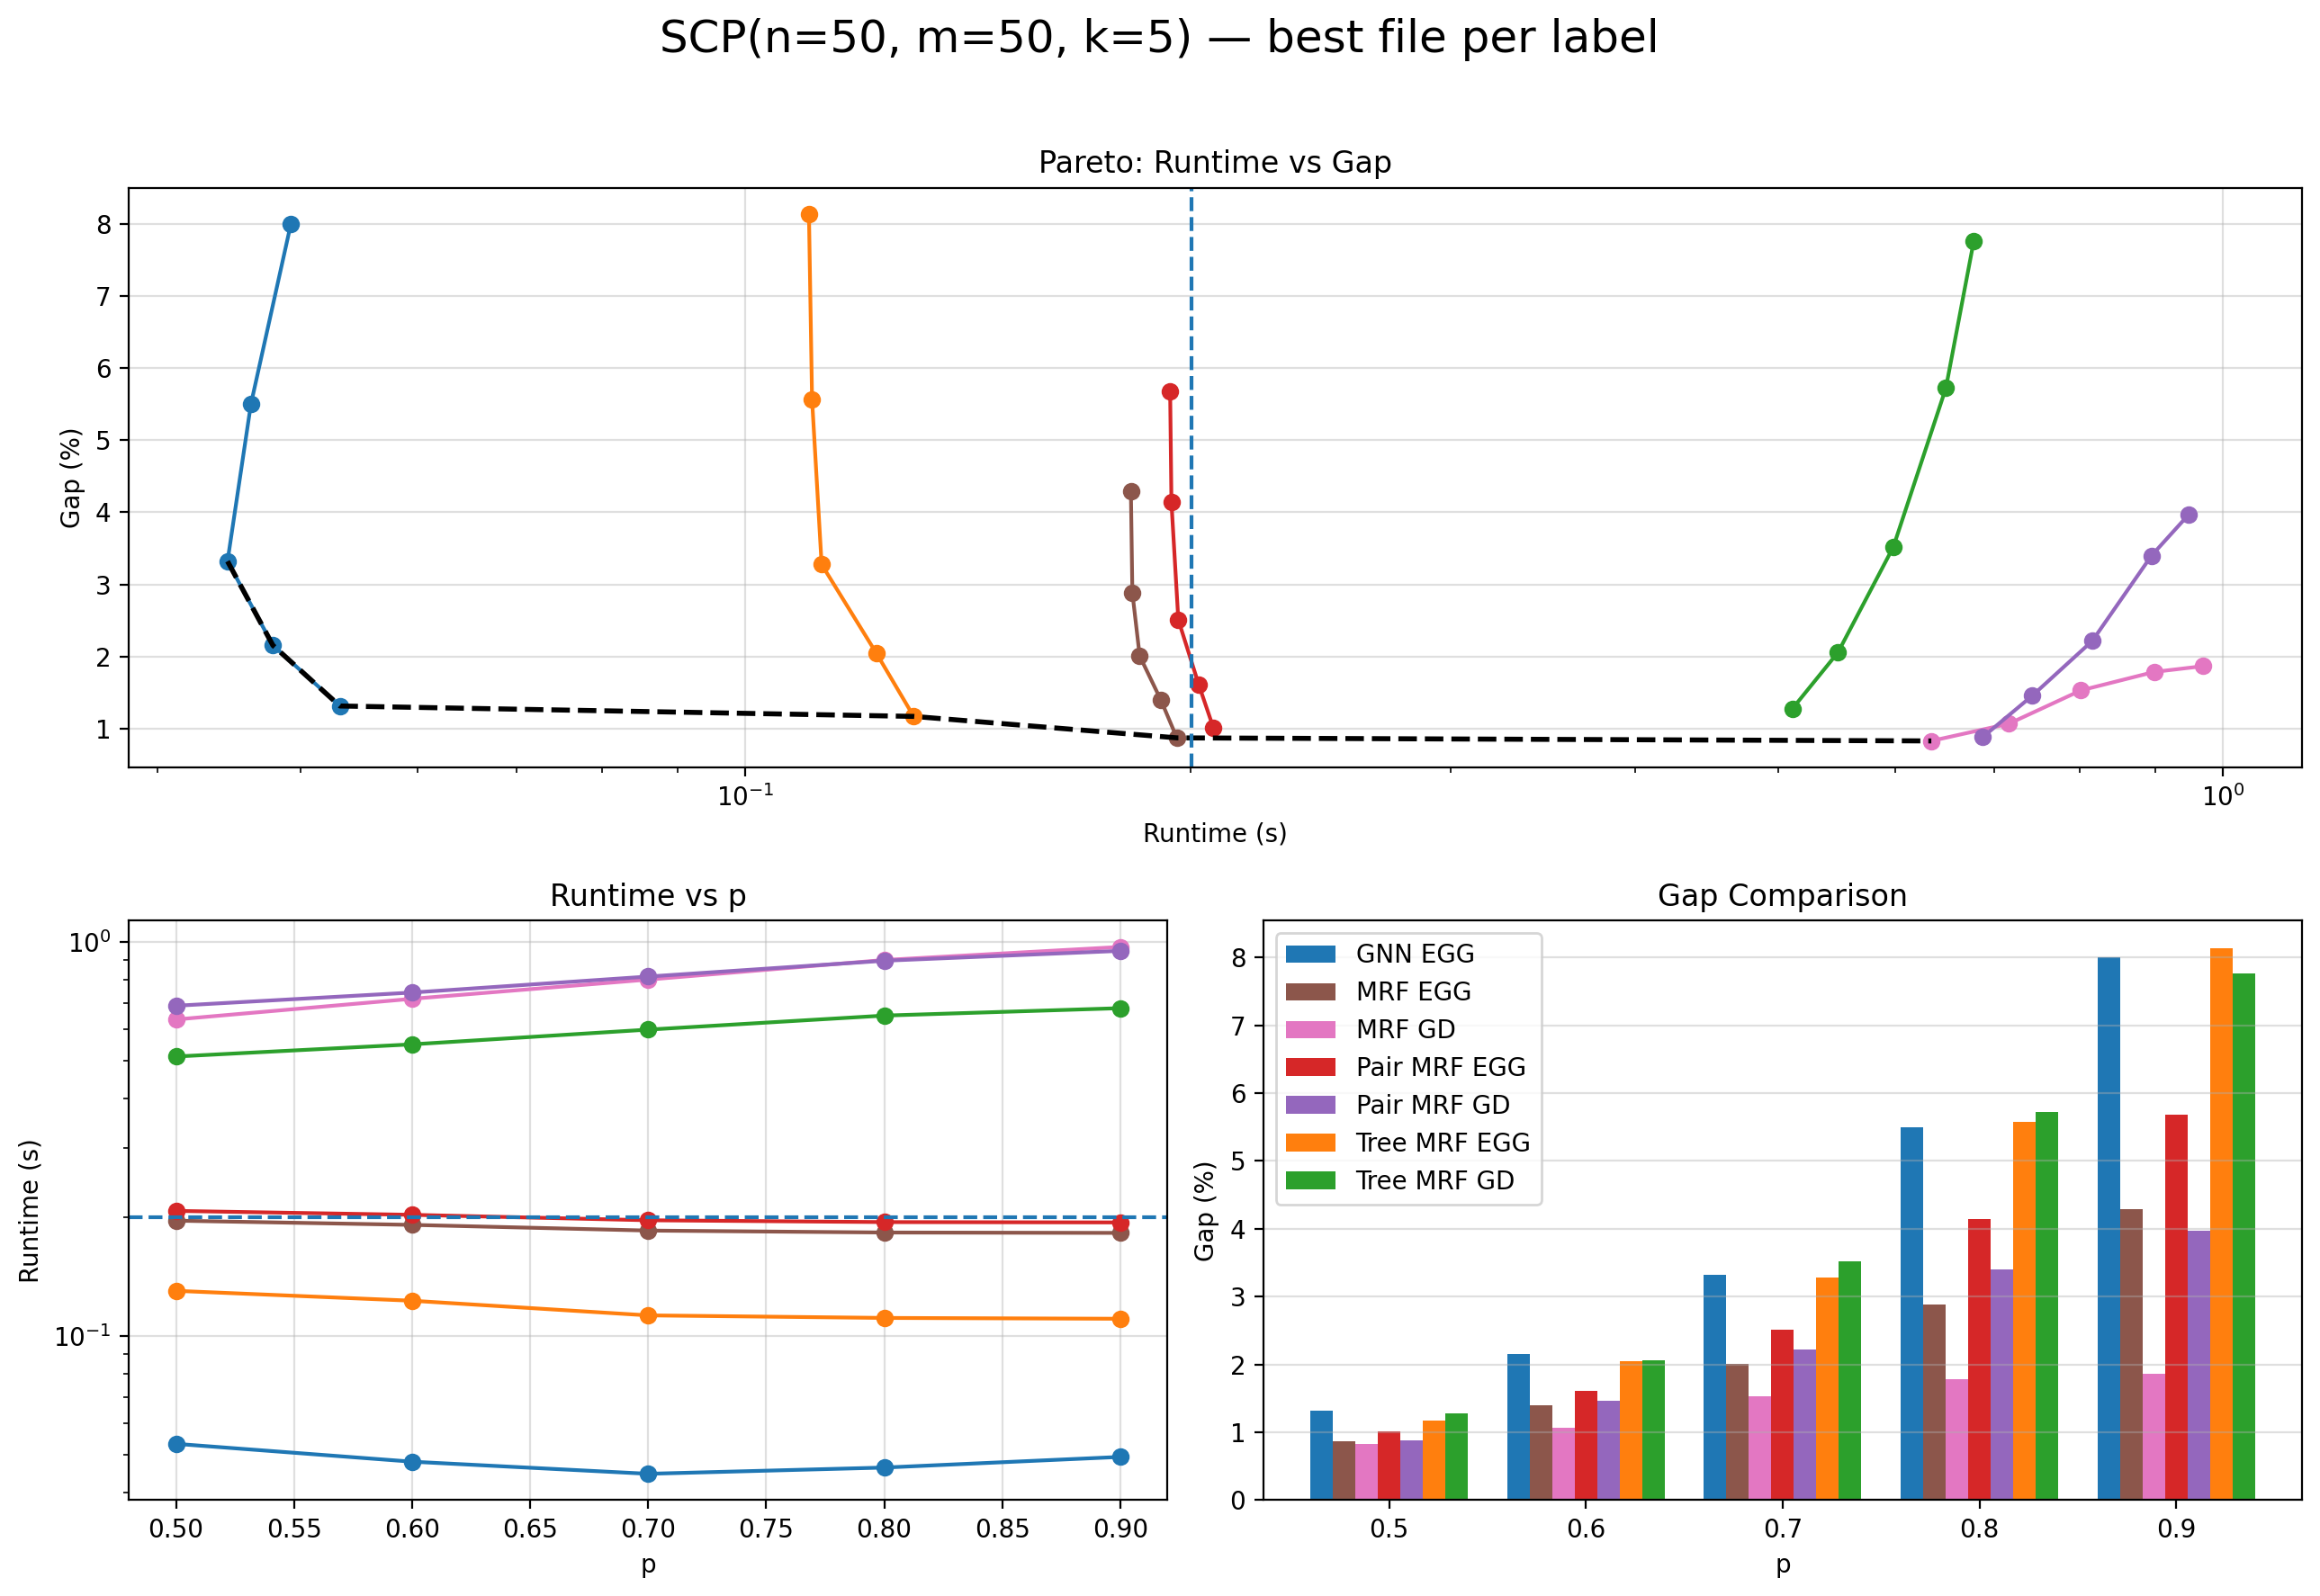 SCP(n=50, m=50, k=5) — best file per label
Pareto: Runtime vs Gap
8
7
6
5
4
3
2
1
Gap (%)
10⁻¹
10⁰
Runtime (s)
Runtime vs p
10⁰
10⁻¹
Runtime (s)
0.50 0.55 0.60 0.65 0.70 0.75 0.80 0.85 0.90
p
Gap Comparison
8
7
6
5
4
3
2
1
0
Gap (%)
GNN EGG
MRF EGG
MRF GD
Pair MRF EGG
Pair MRF GD
Tree MRF EGG
Tree MRF GD
0.5 0.6 0.7 0.8 0.9
p